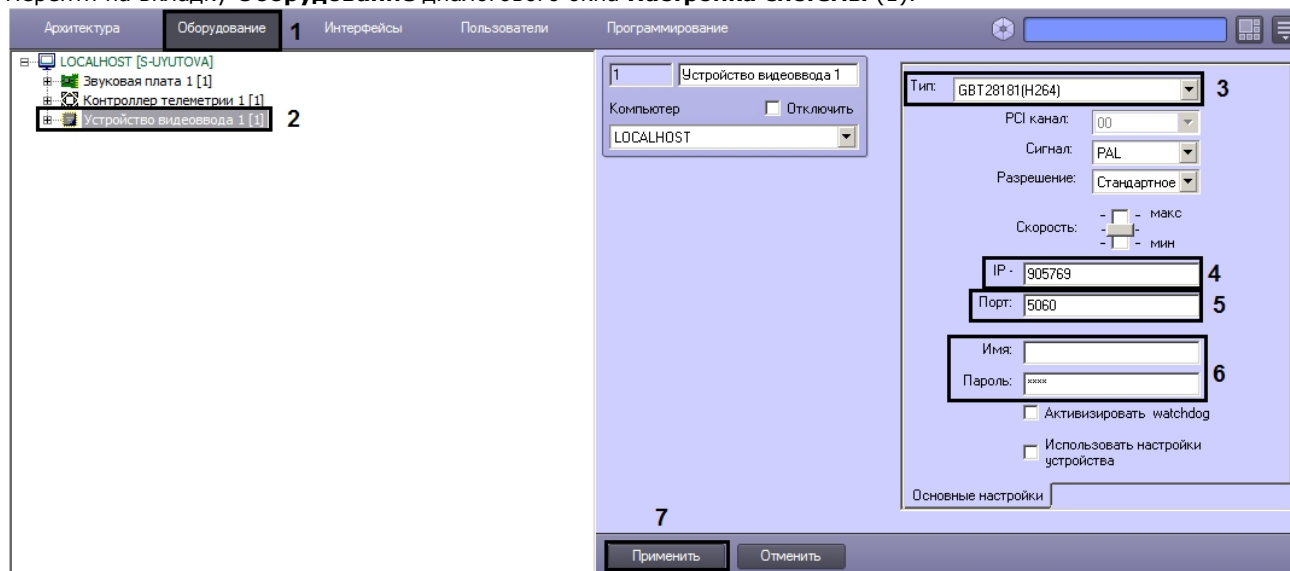 Перейти на вкладку Оборудование диалогового окна Настройка системы (1).
Архитектура Оборудование 1 Интерфейсы Пользователи Программирование
LOCALHOST [S-UYUTOVA]
Звуковая плата 1 [1]
Контроллер телеметрии 1 [1]
Устройство видеоввода 1 [1] 2
1 Устройство видеоввода 1
Компьютер Отключить
LOCALHOST
Тип: GBT28181(H264) 3
PCI канал: 00
Сигнал: PAL
Разрешение: Стандартное
- - макс
Скорость: - -
- - мин
IP - 905769 4
Порт: 5060 5
Имя:
Пароль: **** 6
Активизировать watchdog
Использовать настройки
устройства
Основные настройки
7
Применить Отменить